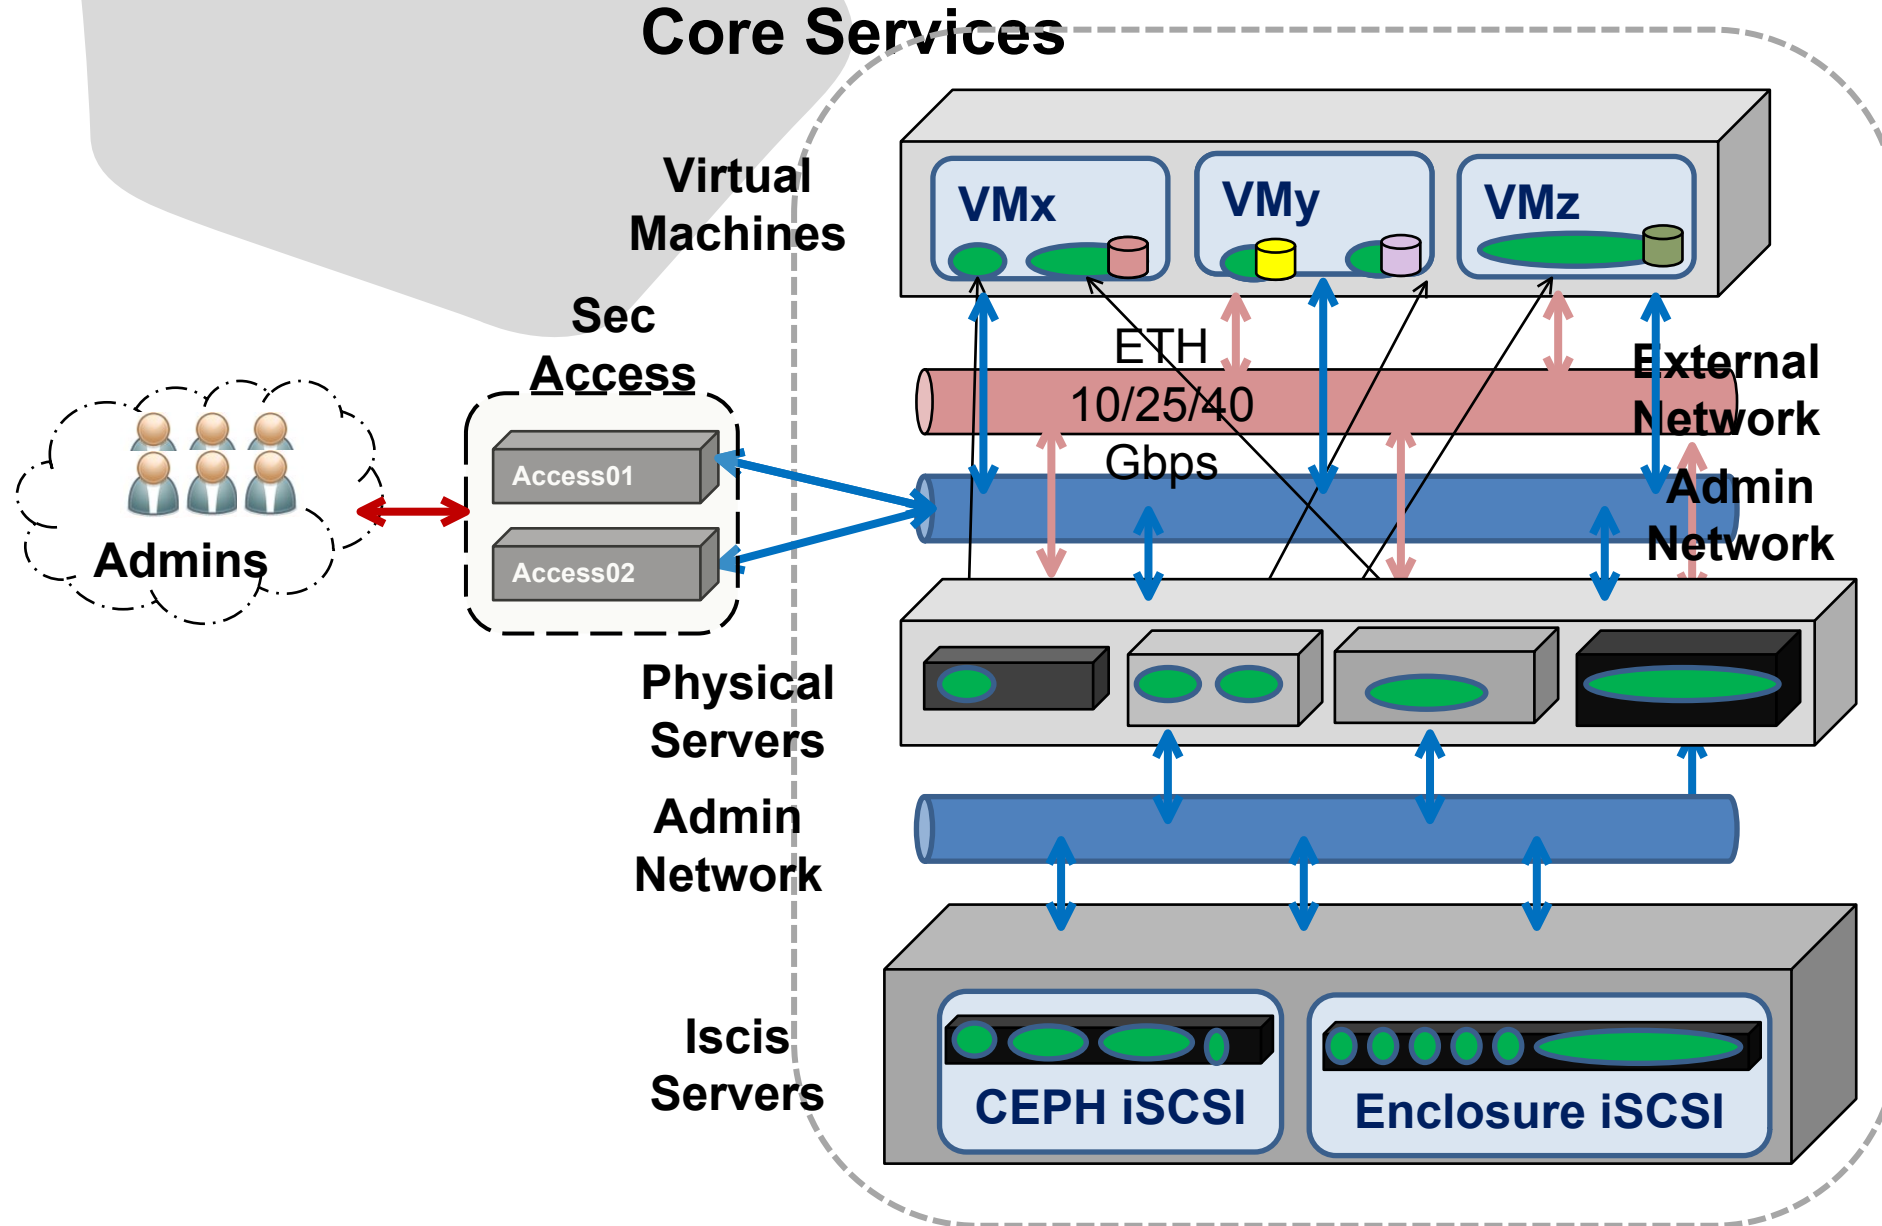 Core Services
Virtual
Machines
VMx
VMy
VMz
Sec
Access
ETH
10/25/40
Gbps
External
Network
Admin
Network
Access01
Access02
Admins
Physical
Servers
Admin
Network
Iscis
Servers
CEPH iSCSI
Enclosure iSCSI